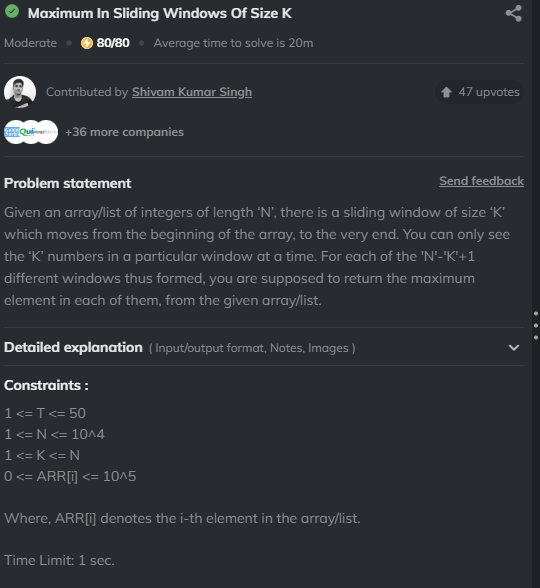 Maximum In Sliding Windows Of Size K
Moderate • 80/80 • Average time to solve is 20m
Contributed by Shivam Kumar Singh 47 upvotes
+36 more companies
Problem statement Send feedback
Given an array/list of integers of length ‘N’, there is a sliding window of size ‘K’
which moves from the beginning of the array, to the very end. You can only see
the ‘K’ numbers in a particular window at a time. For each of the 'N'-'K'+1
different windows thus formed, you are supposed to return the maximum
element in each of them, from the given array/list.
Detailed explanation ( Input/output format, Notes, Images )
Constraints :
1 <= T <= 50
1 <= N <= 10^4
1 <= K <= N
0 <= ARR[i] <= 10^5
Where, ARR[i] denotes the i-th element in the array/list.
Time Limit: 1 sec.